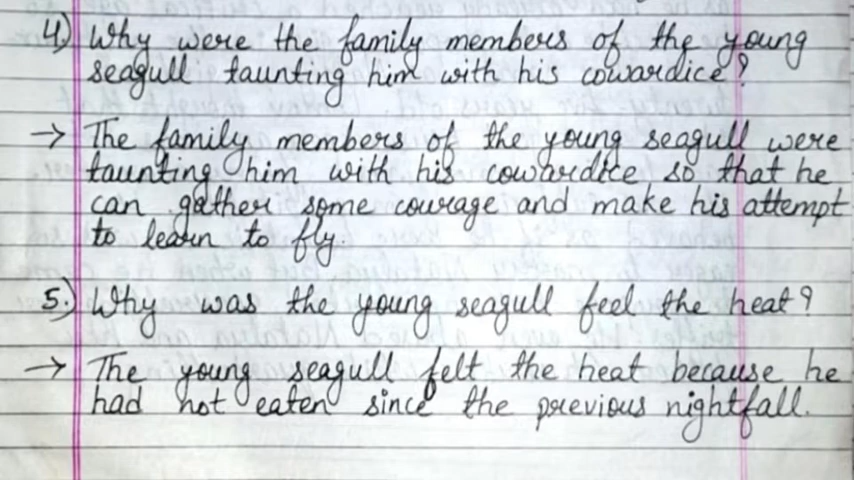 4.) Why were the family members of the young
seagull taunting him with his cowardice?
→ The family members of the young seagull were
taunting him with his cowardice so that he
can gather some courage and make his attempt
to learn to fly.
5.) Why was the young seagull feel the heat?
→ The young seagull felt the heat because he
had not eaten since the previous nightfall.